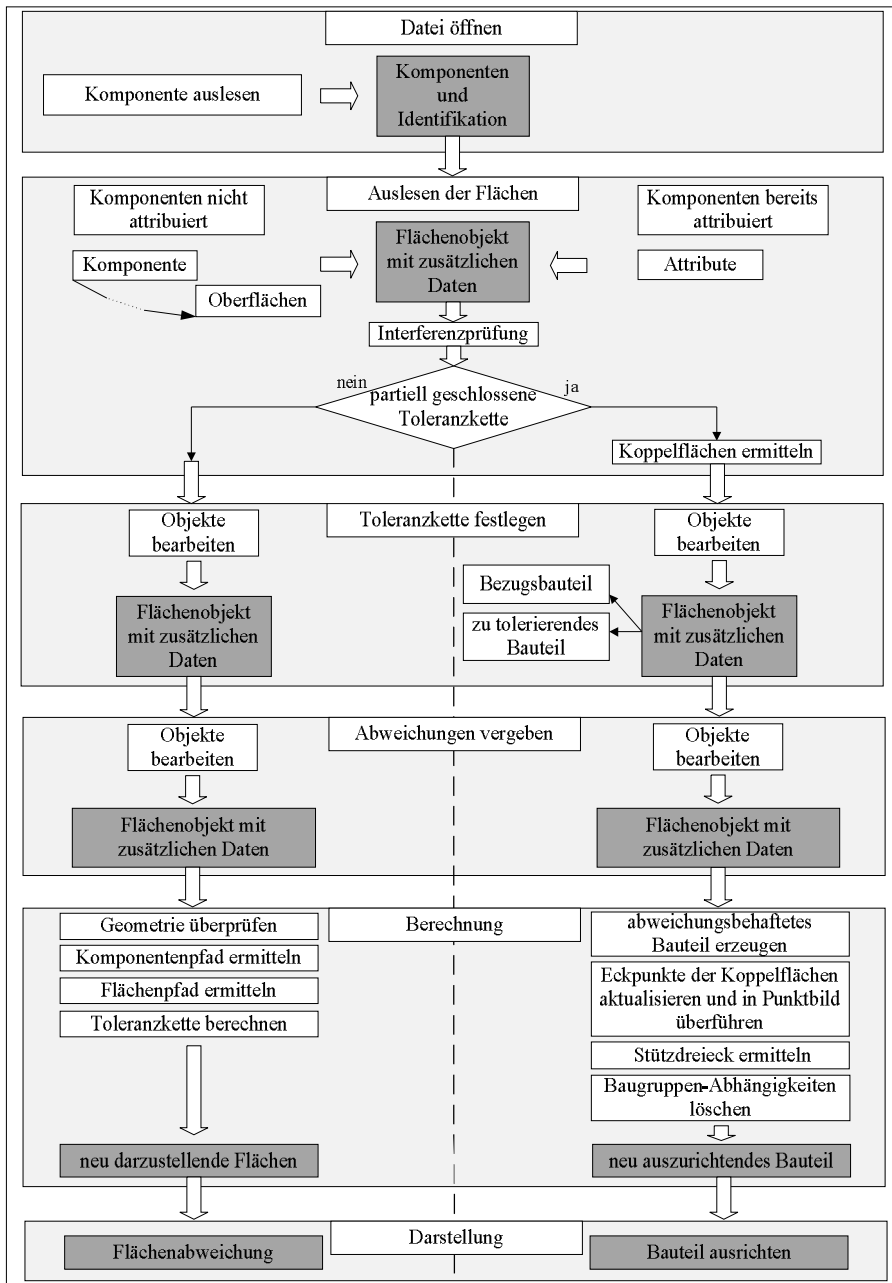 Datei öffnen
Komponente auslesen
Komponenten
und
Identifikation
Auslesen der Flächen
Komponenten nicht
attribuiert
Komponenten bereits
attribuiert
Flächenobjekt
mit zusätzlichen
Daten
Komponente
Oberflächen
Attribute
Interferenzprüfung
nein
ja
partiell geschlossene
Toleranzkette
Koppelflächen ermitteln
Toleranzkette festlegen
Objekte
bearbeiten
Objekte
bearbeiten
Bezugsbauteil
zu tolerierendes
Bauteil
Flächenobjekt
mit zusätzlichen
Daten
Flächenobjekt
mit zusätzlichen
Daten
Abweichungen vergeben
Objekte
bearbeiten
Objekte
bearbeiten
Flächenobjekt mit
zusätzlichen Daten
Flächenobjekt mit
zusätzlichen Daten
Berechnung
Geometrie überprüfen
Komponentenpfad ermitteln
Flächenpfad ermitteln
Toleranzkette berechnen
abweichungsbehaftetes
Bauteil erzeugen
Eckpunkte der Koppelflächen
aktualisieren und in Punktbild
überführen
Stützdreieck ermitteln
Baugruppen-Abhängigkeiten
löschen
neu darzustellende Flächen
neu auszurichtendes Bauteil
Darstellung
Flächenabweichung
Bauteil ausrichten